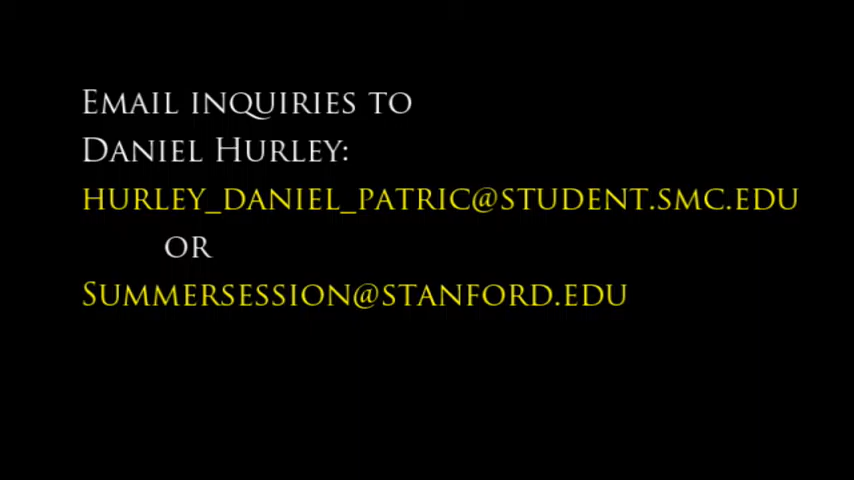 Email inquiries to
Daniel Hurley:
hurley_daniel_patric@student.smc.edu
or
Summersession@stanford.edu